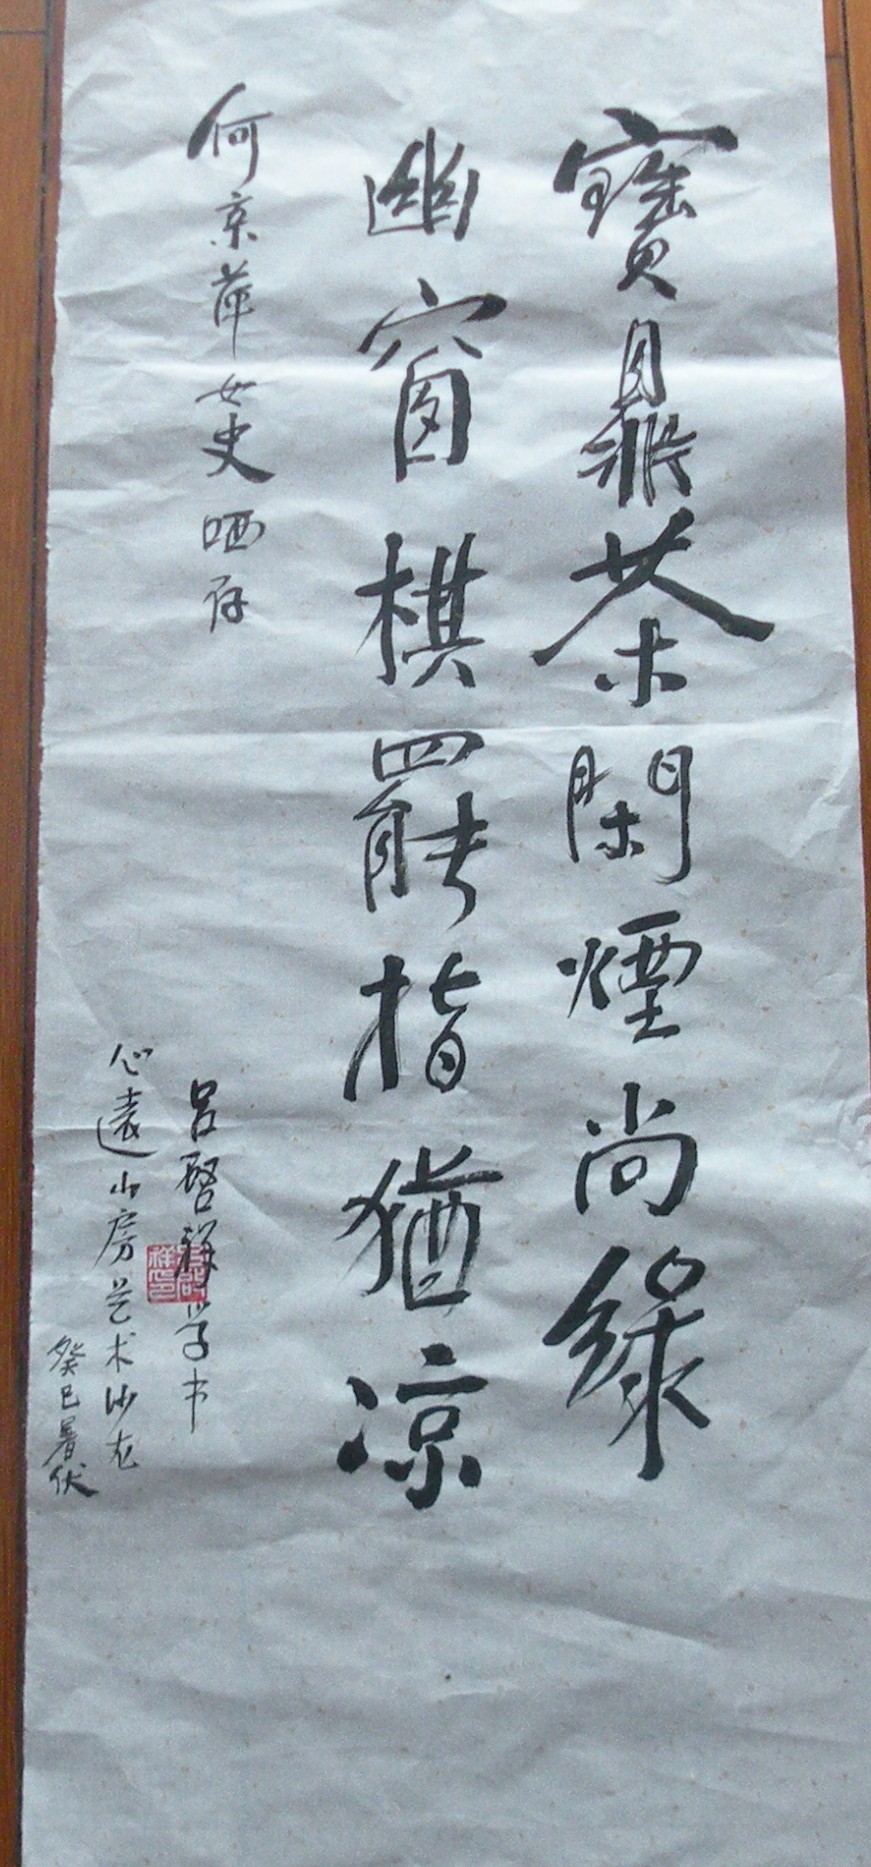 寶鼎茶閑煙尚綠
幽窗棋罷指猶凉
何京萍女史哂存
呂啓祥学书
心遠山房艺术沙龙
癸巳暑伏